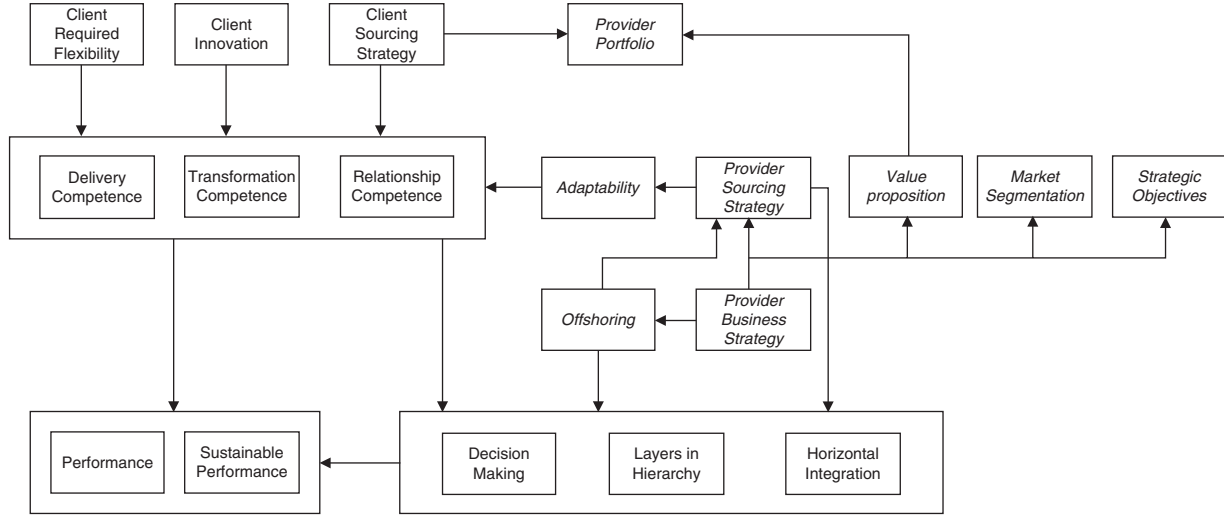 Client
Required
Flexibility
Client
Innovation
Client
Sourcing
Strategy
Provider
Portfolio
Delivery
Competence
Transformation
Competence
Relationship
Competence
Adaptability
Provider
Sourcing
Strategy
Value
proposition
Market
Segmentation
Strategic
Objectives
Offshoring
Provider
Business
Strategy
Performance
Sustainable
Performance
Decision
Making
Layers in
Hierarchy
Horizontal
Integration